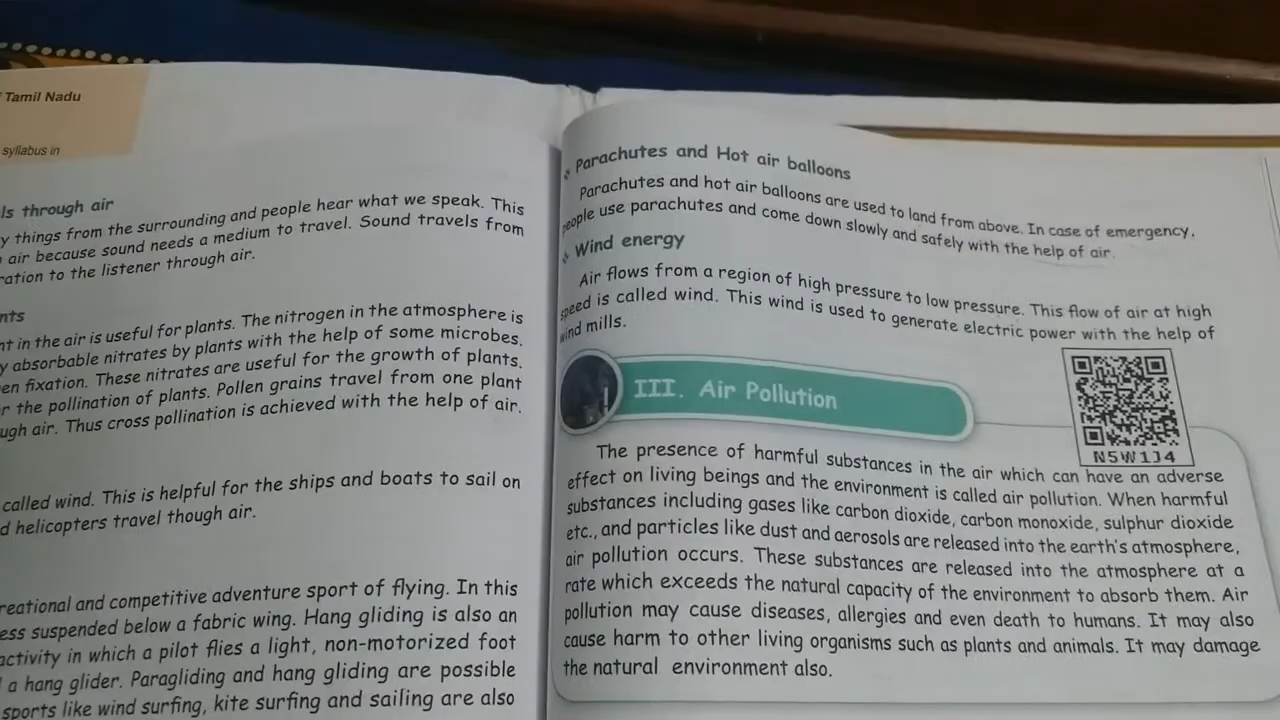 Tamil Nadu
syllabus in
through air
things from the surrounding and people hear what we speak. This
air because sound needs a medium to travel. Sound travels from
to the listener through air.
in the air is useful for plants. The nitrogen in the atmosphere is
absorbable nitrates by plants with the help of some microbes.
fixation. These nitrates are useful for the growth of plants.
the pollination of plants. Pollen grains travel from one plant
air. Thus cross pollination is achieved with the help of air.
called wind. This is helpful for the ships and boats to sail on
helicopters travel though air.
and competitive adventure sport of flying. In this
suspended below a fabric wing. Hang gliding is also an
activity in which a pilot flies a light, non-motorized foot
a hang glider. Paragliding and hang gliding are possible
sports like wind surfing, kite surfing and sailing are also
Parachutes and Hot air balloons
Parachutes and hot air balloons are used to land from above. In case of emergency,
people use parachutes and come down slowly and safely with the help of air.
Wind energy
Air flows from a region of high pressure to low pressure. This flow of air at high
speed is called wind. This wind is used to generate electric power with the help of
wind mills.
III. Air Pollution
N5W1J4
The presence of harmful substances in the air which can have an adverse
effect on living beings and the environment is called air pollution. When harmful
substances including gases like carbon dioxide, carbon monoxide, sulphur dioxide
etc., and particles like dust and aerosols are released into the earth's atmosphere,
air pollution occurs. These substances are released into the atmosphere at a
rate which exceeds the natural capacity of the environment to absorb them. Air
pollution may cause diseases, allergies and even death to humans. It may also
cause harm to other living organisms such as plants and animals. It may damage
the natural environment also.